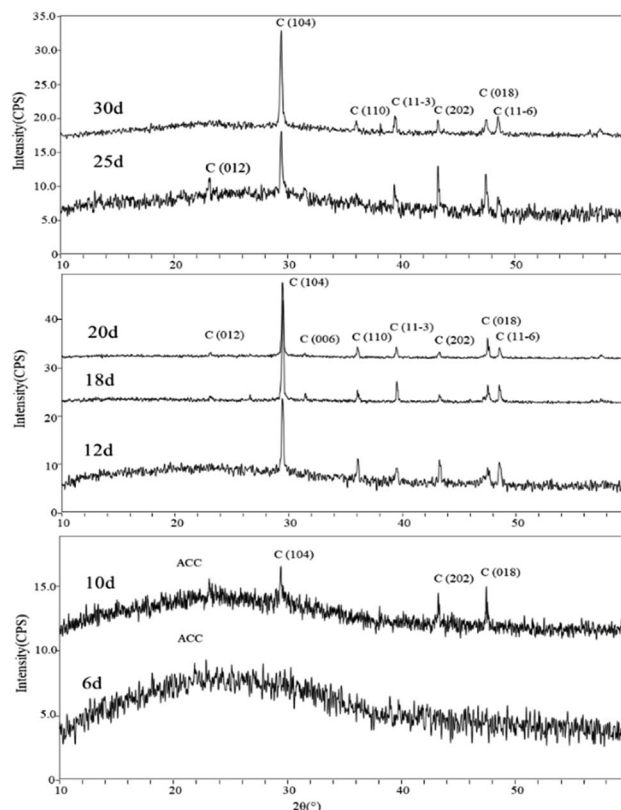 C (104)
35.0
30.0
C (018)
C (11-3)
30d
C (110)
C (202)
C (11-6)
25.0
20.0
Intensity(CPS)
15.0
25d
C (012)
10.0
5.0
10 20 30 40 50
C (104)
40
C (018)
20d
C (11-3)
C (012)
C (110)
C (11-6)
C (006)
C (202)
30
Intensity(CPS)
18d
20
12d
10
0
10 20 30 40 50
C (104)
ACC
C (018)
C (202)
15.0
10d
ACC
10.0
Intensity(CPS)
6d
5.0
0
10 20 30 40 50
2θ(°)